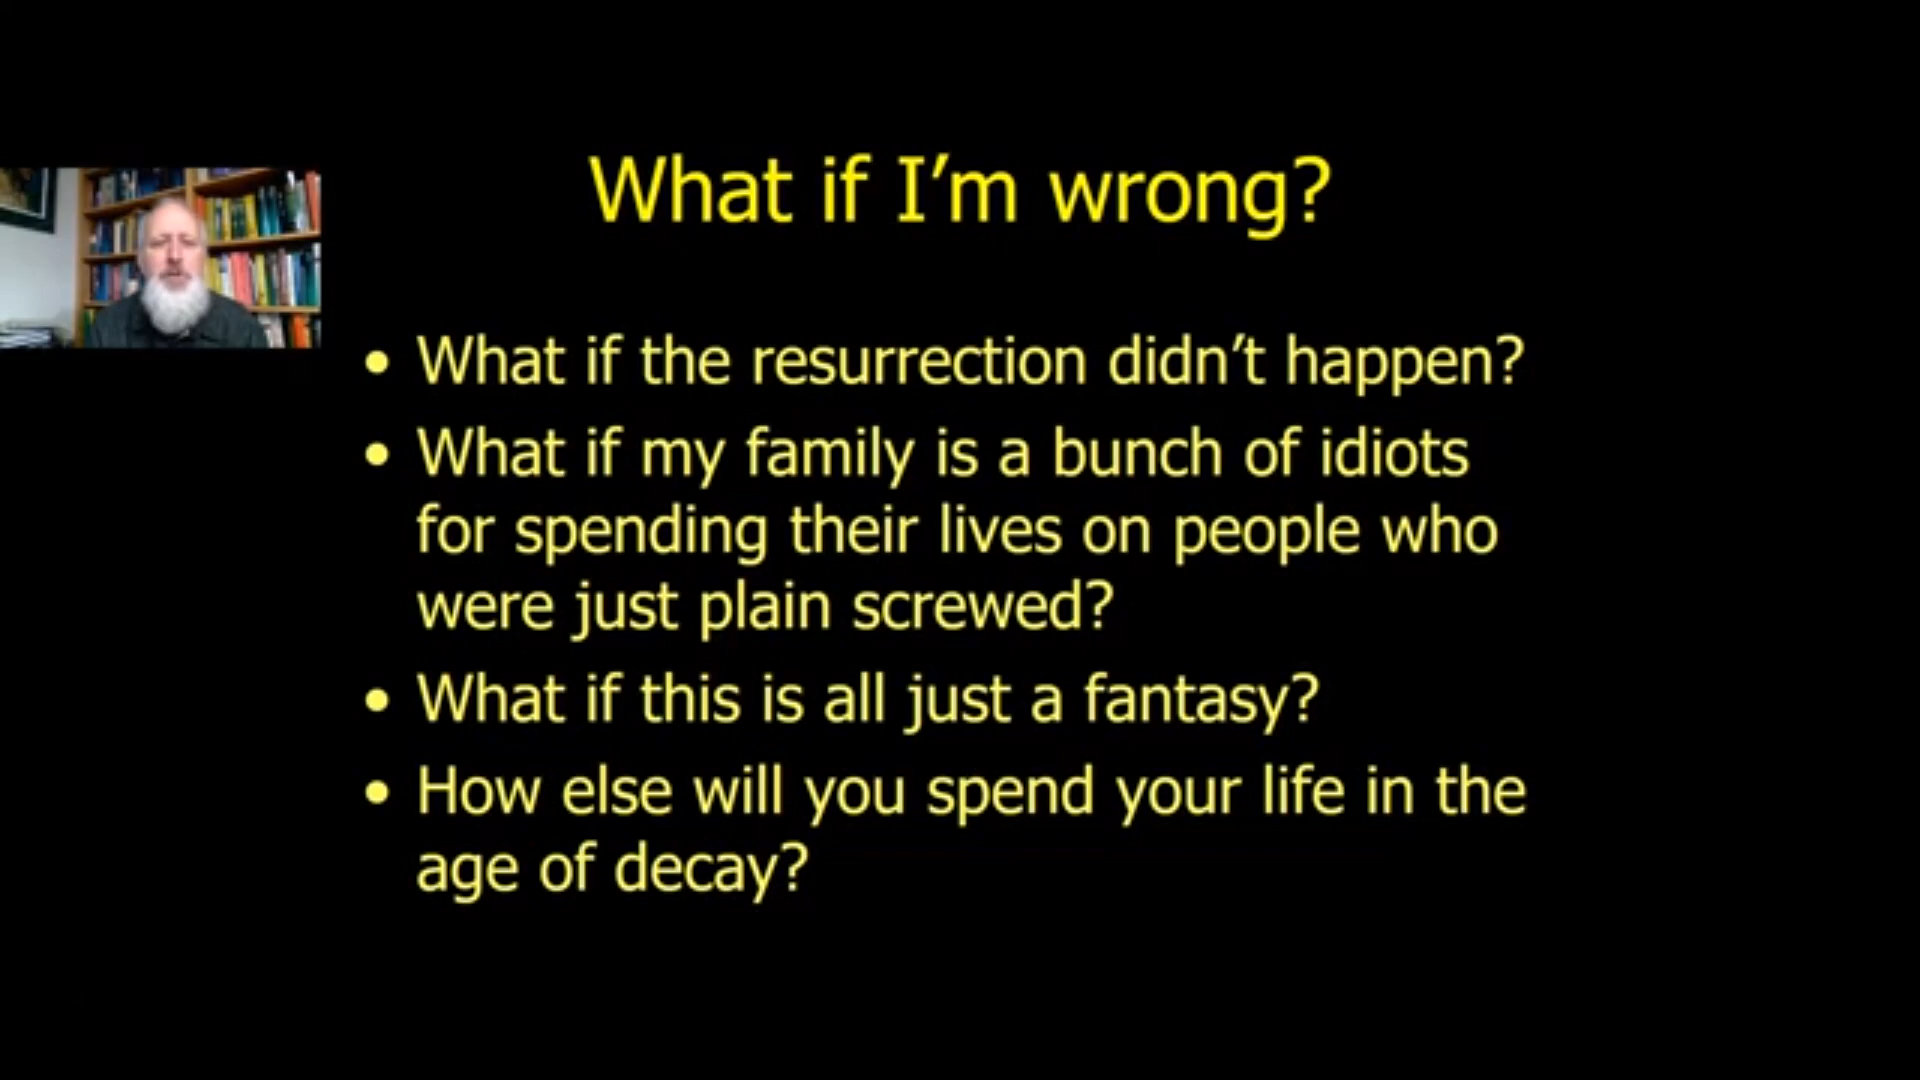 What if I’m wrong?
• What if the resurrection didn’t happen?
• What if my family is a bunch of idiots
for spending their lives on people who
were just plain screwed?
• What if this is all just a fantasy?
• How else will you spend your life in the
age of decay?